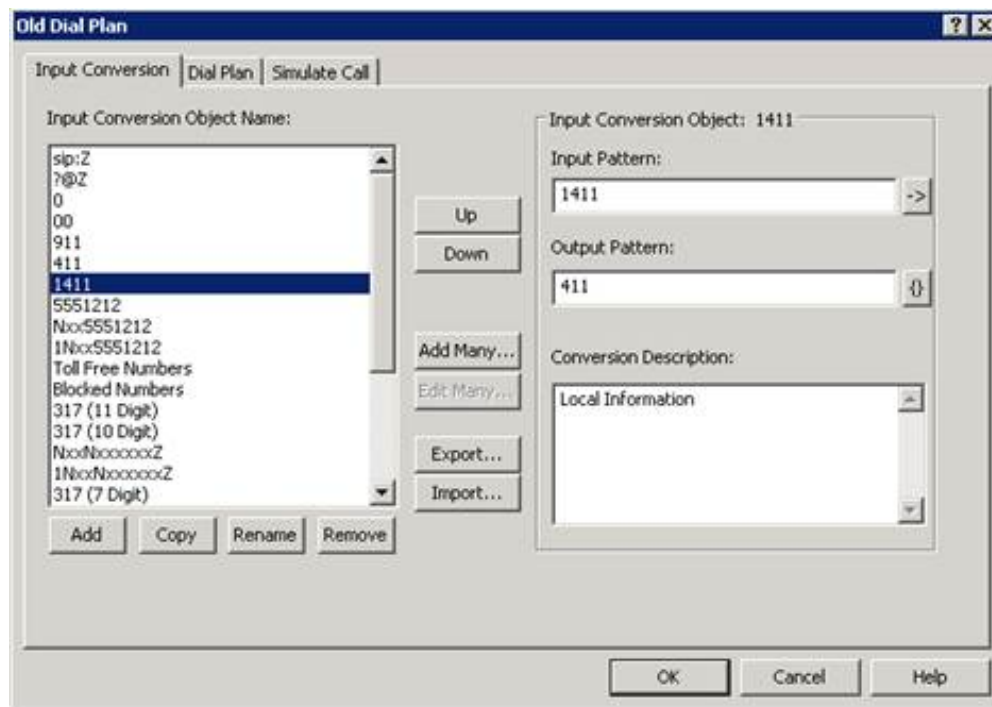 Old Dial Plan
Input Conversion
Dial Plan
Simulate Call
Input Conversion Object Name:
sip:Z
?@Z
0
00
911
411
1411
5551212
Nxx5551212
1Nxx5551212
Toll Free Numbers
Blocked Numbers
317 (11 Digit)
317 (10 Digit)
NxxNxxxxxxZ
1NxxNxxxxxxZ
317 (7 Digit)
Add
Copy
Rename
Remove
Up
Down
Add Many...
Edit Many...
Export...
Import...
Input Conversion Object: 1411
Input Pattern:
1411
->
Output Pattern:
411
{}
Conversion Description:
Local Information
OK
Cancel
Help